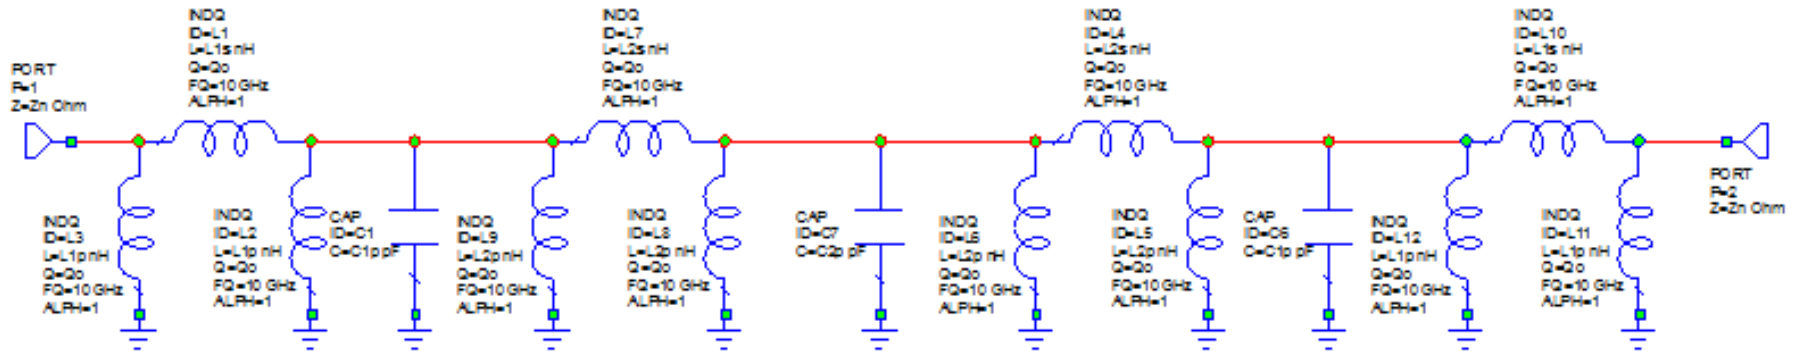 PORT
P=1
Z=Zn Ohm
INDQ
ID=L1
L=L1s nH
Q=Qo
FQ=10 GHz
ALPH=1
INDQ
ID=L7
L=L2s nH
Q=Qo
FQ=10 GHz
ALPH=1
INDQ
ID=L4
L=L2s nH
Q=Qo
FQ=10 GHz
ALPH=1
INDQ
ID=L10
L=L1s nH
Q=Qo
FQ=10 GHz
ALPH=1
PORT
P=2
Z=Zn Ohm
INDQ
ID=L3
L=L1p nH
Q=Qo
FQ=10 GHz
ALPH=1
INDQ
ID=L2
L=L1p nH
Q=Qo
FQ=10 GHz
ALPH=1
CAP
ID=C1
C=C1p pF
INDQ
ID=L9
L=L2p nH
Q=Qo
FQ=10 GHz
ALPH=1
INDQ
ID=L8
L=L2p nH
Q=Qo
FQ=10 GHz
ALPH=1
CAP
ID=C7
C=C2p pF
INDQ
ID=L6
L=L2p nH
Q=Qo
FQ=10 GHz
ALPH=1
INDQ
ID=L5
L=L2p nH
Q=Qo
FQ=10 GHz
ALPH=1
CAP
ID=C6
C=C1p pF
INDQ
ID=L12
L=L1p nH
Q=Qo
FQ=10 GHz
ALPH=1
INDQ
ID=L11
L=L1p nH
Q=Qo
FQ=10 GHz
ALPH=1